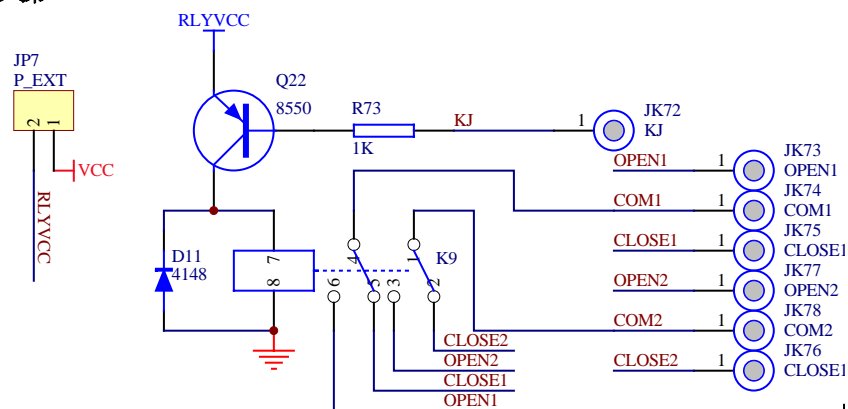 RLYVCC
JP7
P_EXT
2
1
VCC
RLYVCC
Q22
8550
R73
1K
KJ
1
JK72
KJ
OPEN1
1
JK73
OPEN1
COM1
1
JK74
COM1
CLOSE1
1
JK75
CLOSE1
OPEN2
1
JK77
OPEN2
COM2
1
JK78
COM2
CLOSE2
1
JK76
CLOSE1
D11
4148
7
8
4
1
K9
6
5
3
2
CLOSE2
OPEN2
CLOSE1
OPEN1